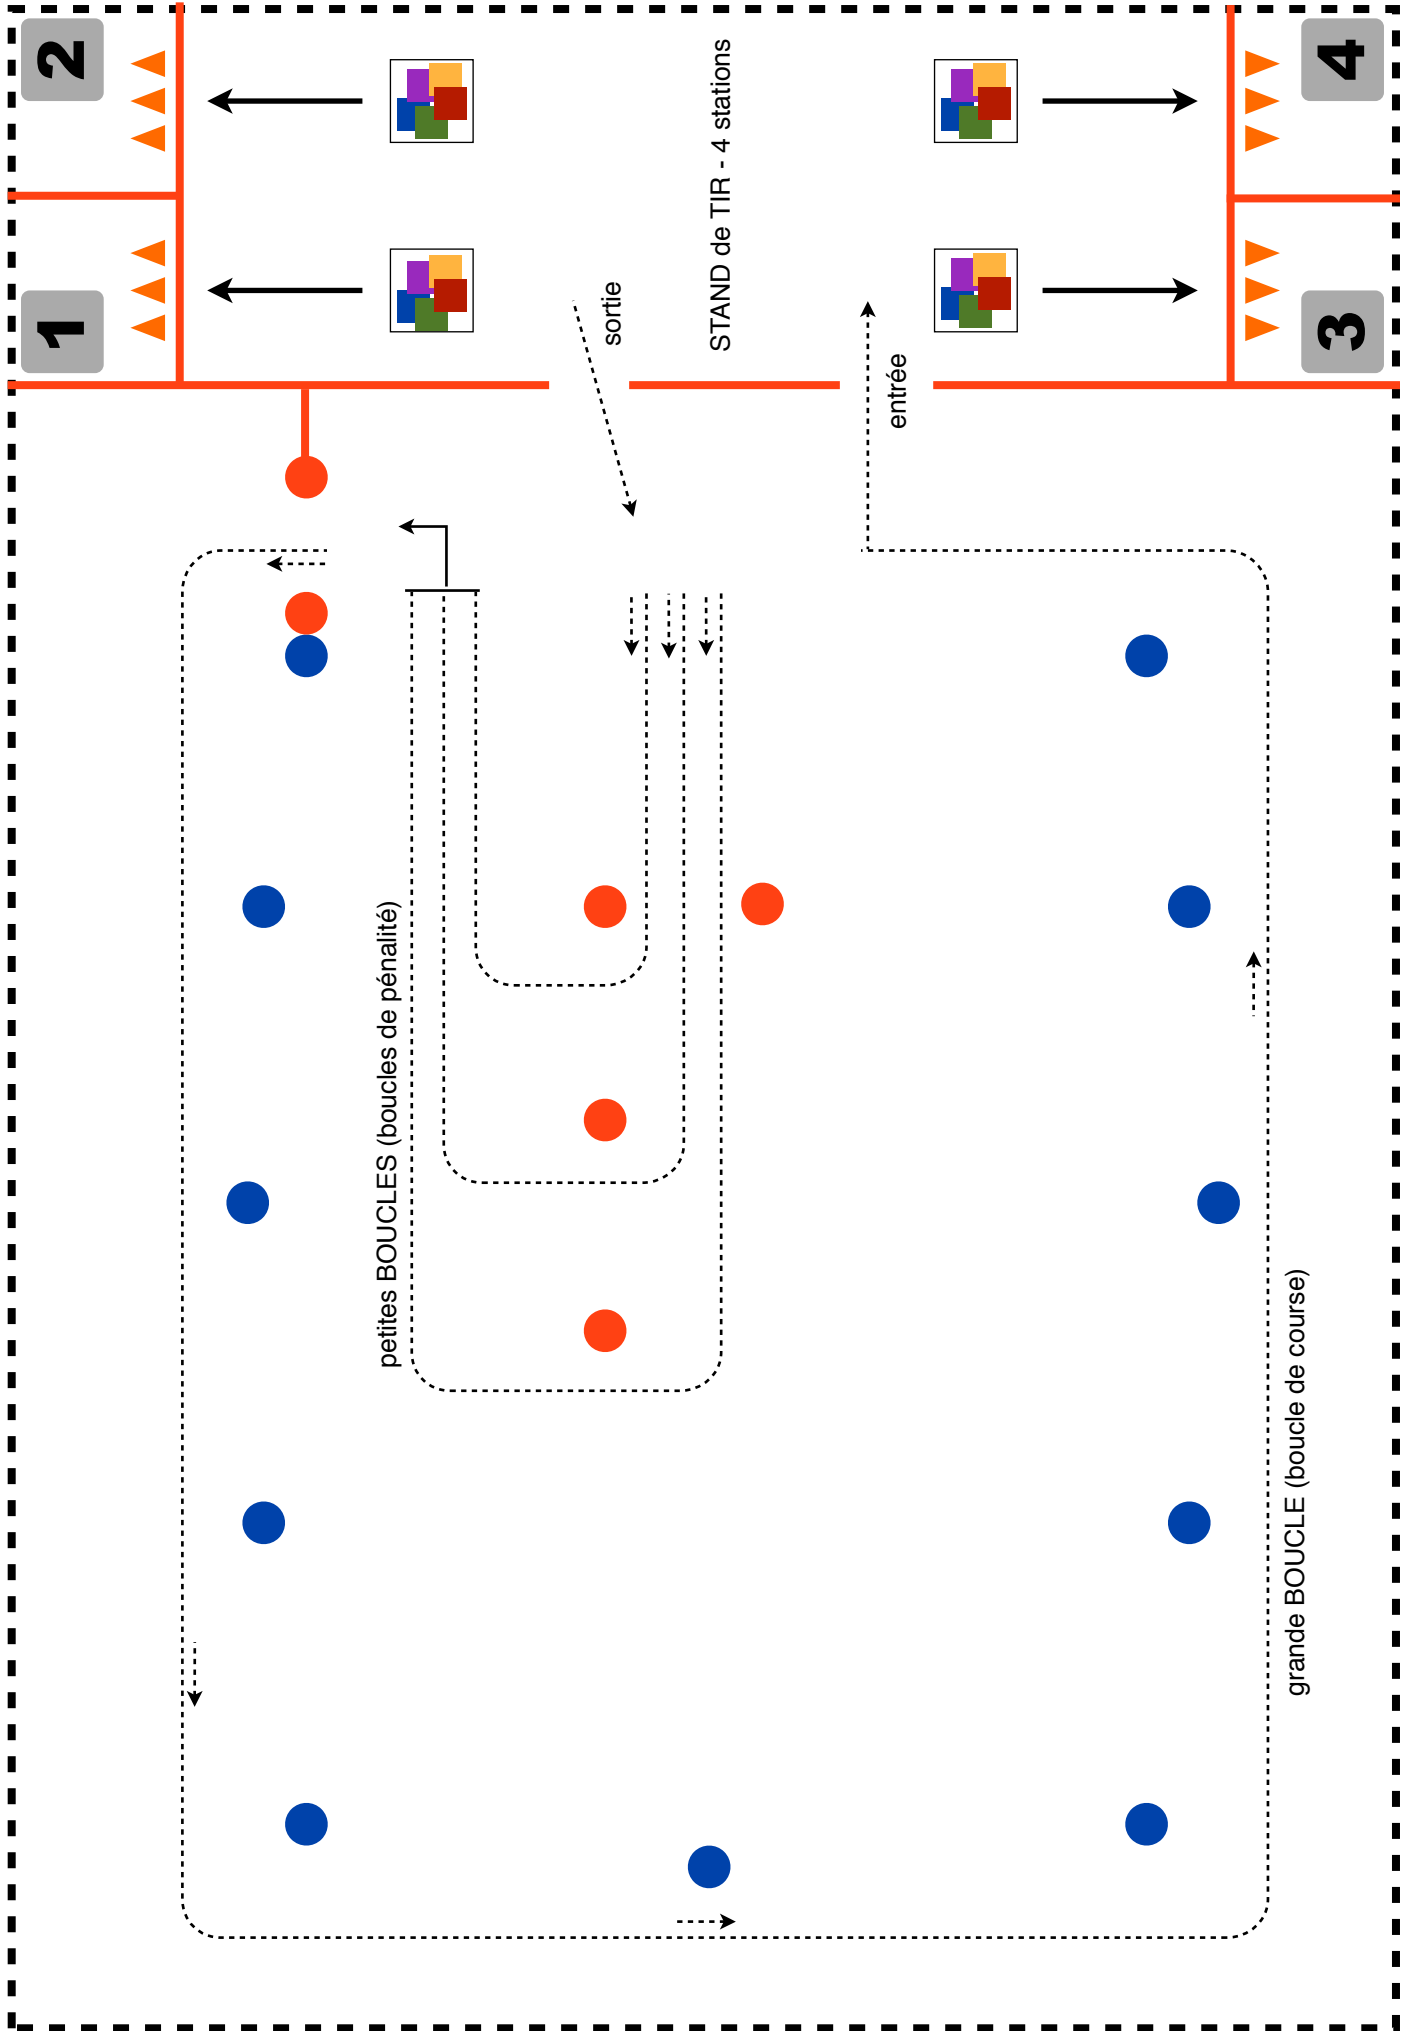 2
4
1
3
STAND de TIR - 4 stations
sortie
entrée
petites BOUCLES (boucles de pénalité)
grande BOUCLE (boucle de course)